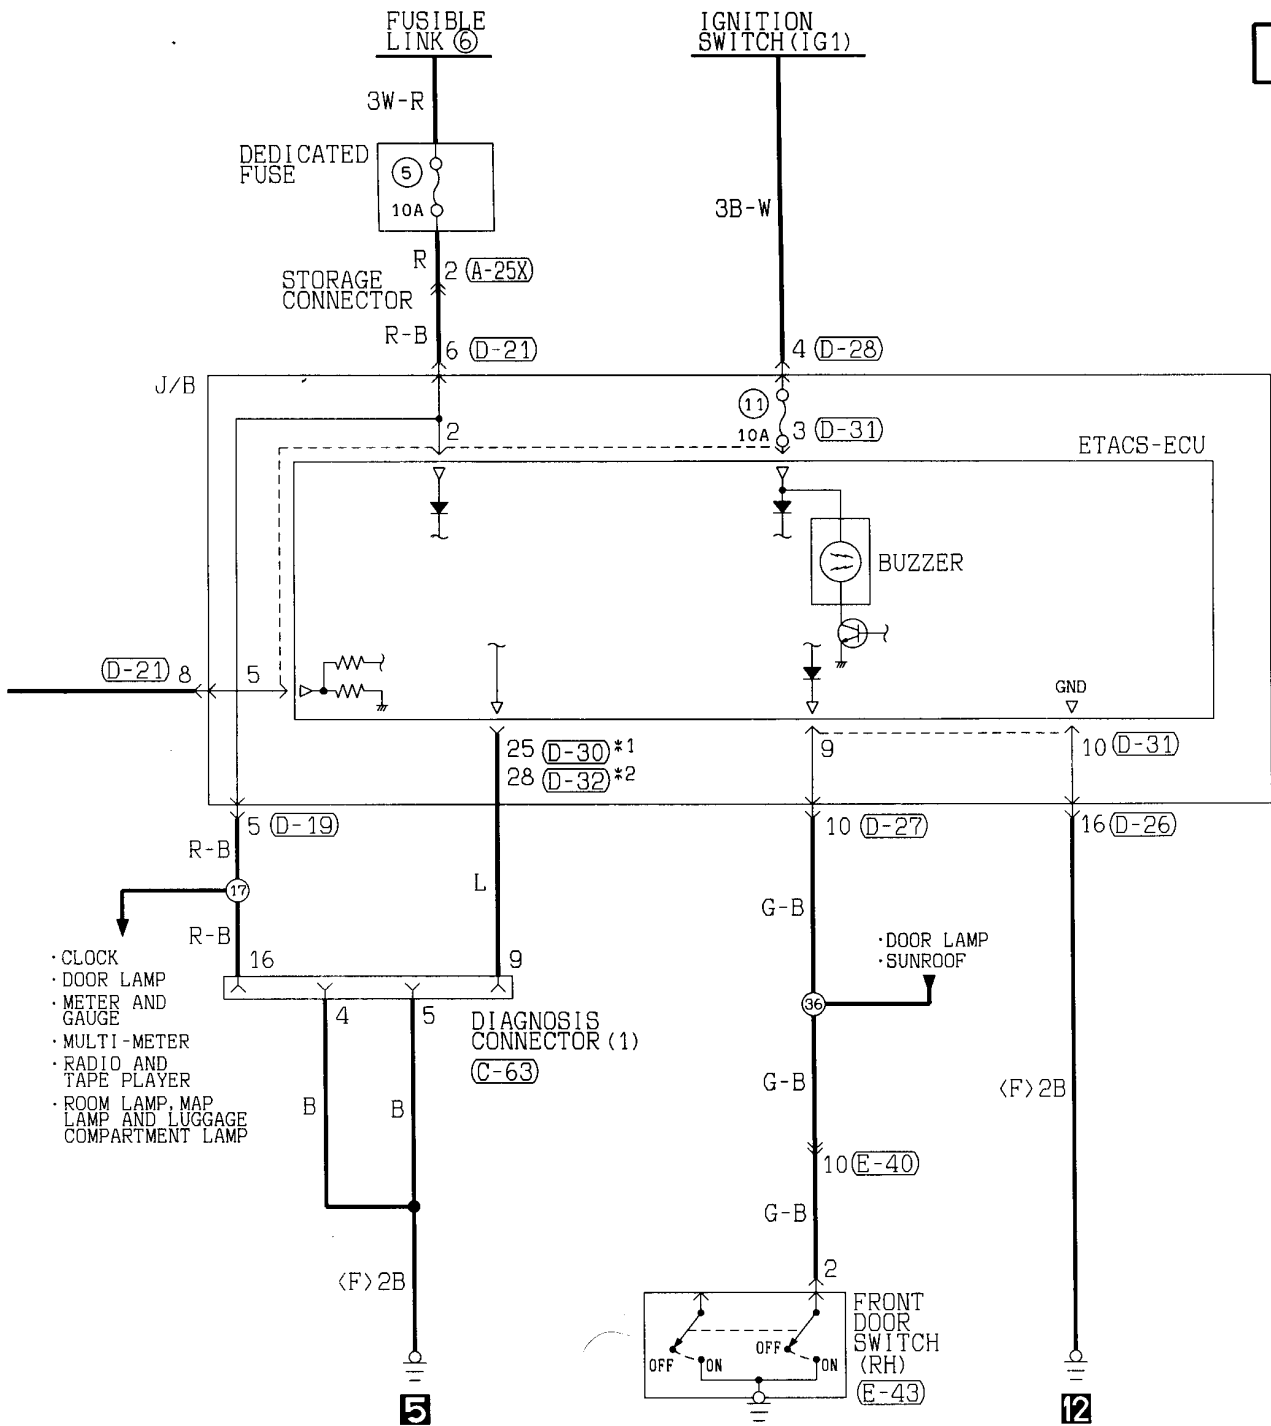 FUSIBLE
LINK ⑥
IGNITION
SWITCH(IG1)
3W-R
DEDICATED
FUSE
5
10A
3B-W
R
2 (A-25X)
STORAGE
CONNECTOR
R-B
6 (D-21)
4 (D-28)
J/B
11
10A
2
3 (D-31)
ETACS-ECU
BUZZER
(D-21) 8
5
GND
25 (D-30)*1
28 (D-32)*2
9
10 (D-31)
5 (D-19)
10 (D-27)
16 (D-26)
R-B
17
L
G-B
R-B
·DOOR LAMP
·SUNROOF
·CLOCK
·DOOR LAMP
·METER AND
GAUGE
·MULTI-METER
·RADIO AND
TAPE PLAYER
·ROOM LAMP, MAP
LAMP AND LUGGAGE
COMPARTMENT LAMP
16
9
4
5
36
DIAGNOSIS
CONNECTOR (1)
(C-63)
B
B
G-B
<F>2B
10 (E-40)
G-B
<F>2B
2
FRONT
DOOR
SWITCH
(RH)
(E-43)
OFF
ON
OFF
ON
5
12